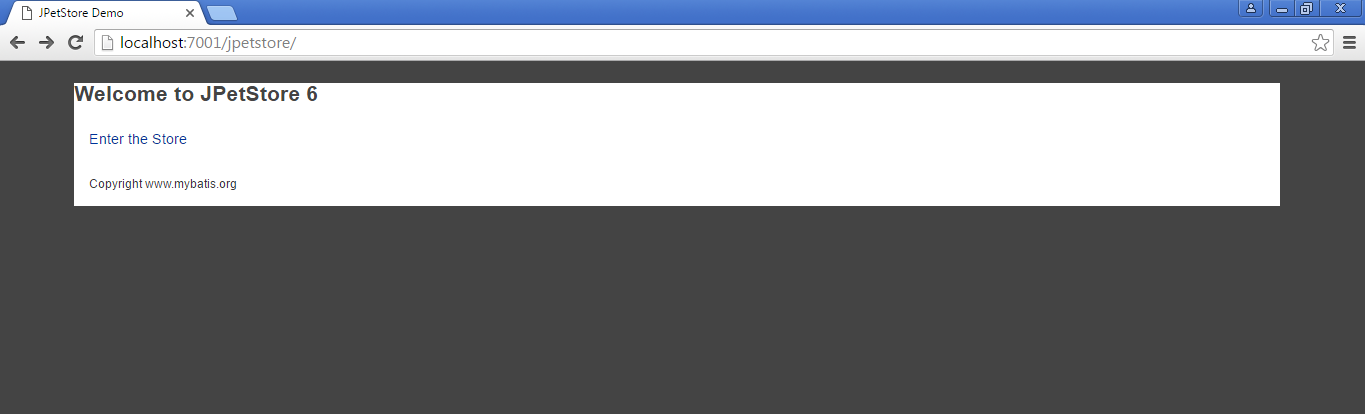 JPetStore Demo
localhost:7001/jpetstore/
Welcome to JPetStore 6
Enter the Store
Copyright www.mybatis.org